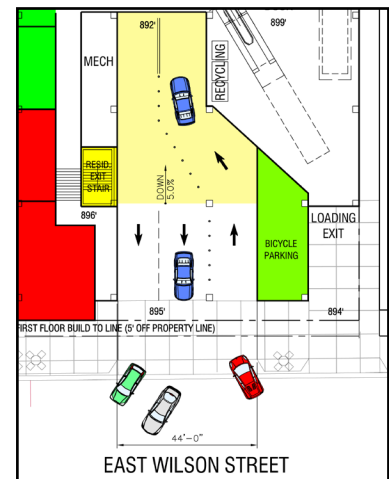 892'
899'
MECH
RECYCLING
RESID.
EXIT
STAIR
DOWN
5.0%
896'
LOADING
EXIT
BICYCLE
PARKING
895'
894'
FIRST FLOOR BUILD TO LINE (5' OFF PROPERTY LINE)
44'-0"
EAST WILSON STREET